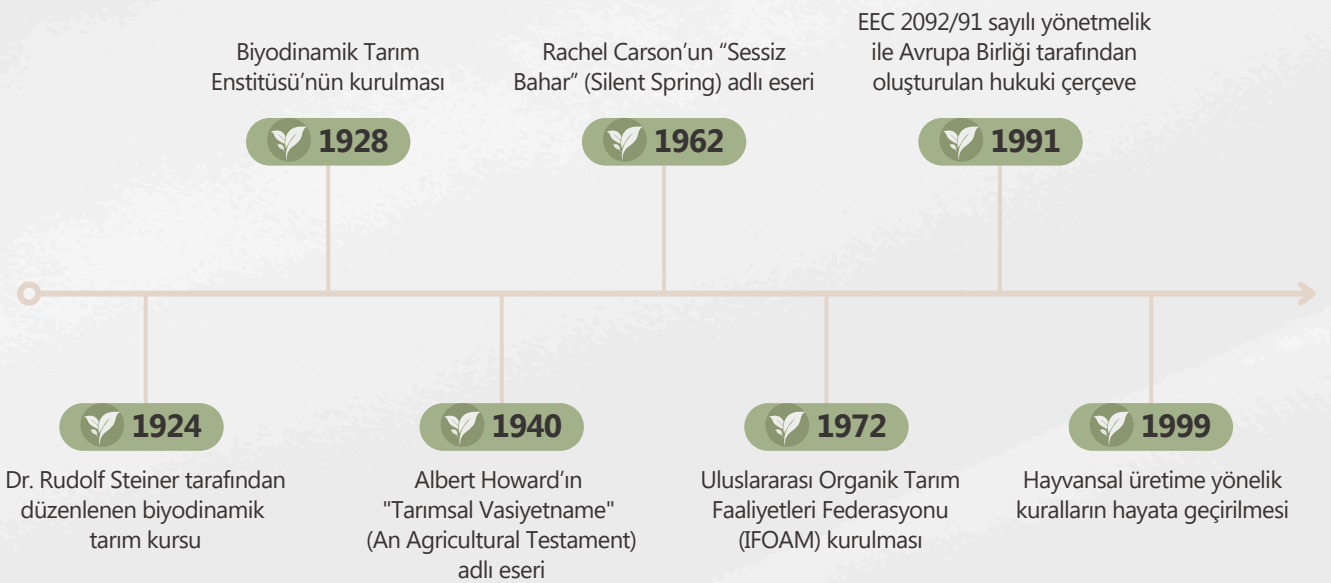 Biyodinamik Tarım
Enstitüsü’nün kurulması
1928
Rachel Carson’un “Sessiz
Bahar” (Silent Spring) adlı eseri
1962
EEC 2092/91 sayılı yönetmelik
ile Avrupa Birliği tarafından
oluşturulan hukuki çerçeve
1991
1924
Dr. Rudolf Steiner tarafından
düzenlenen biyodinamik
tarım kursu
1940
Albert Howard’ın
"Tarımsal Vasiyetname"
(An Agricultural Testament)
adlı eseri
1972
Uluslararası Organik Tarım
Faaliyetleri Federasyonu
(IFOAM) kurulması
1999
Hayvansal üretime yönelik
kuralların hayata geçirilmesi